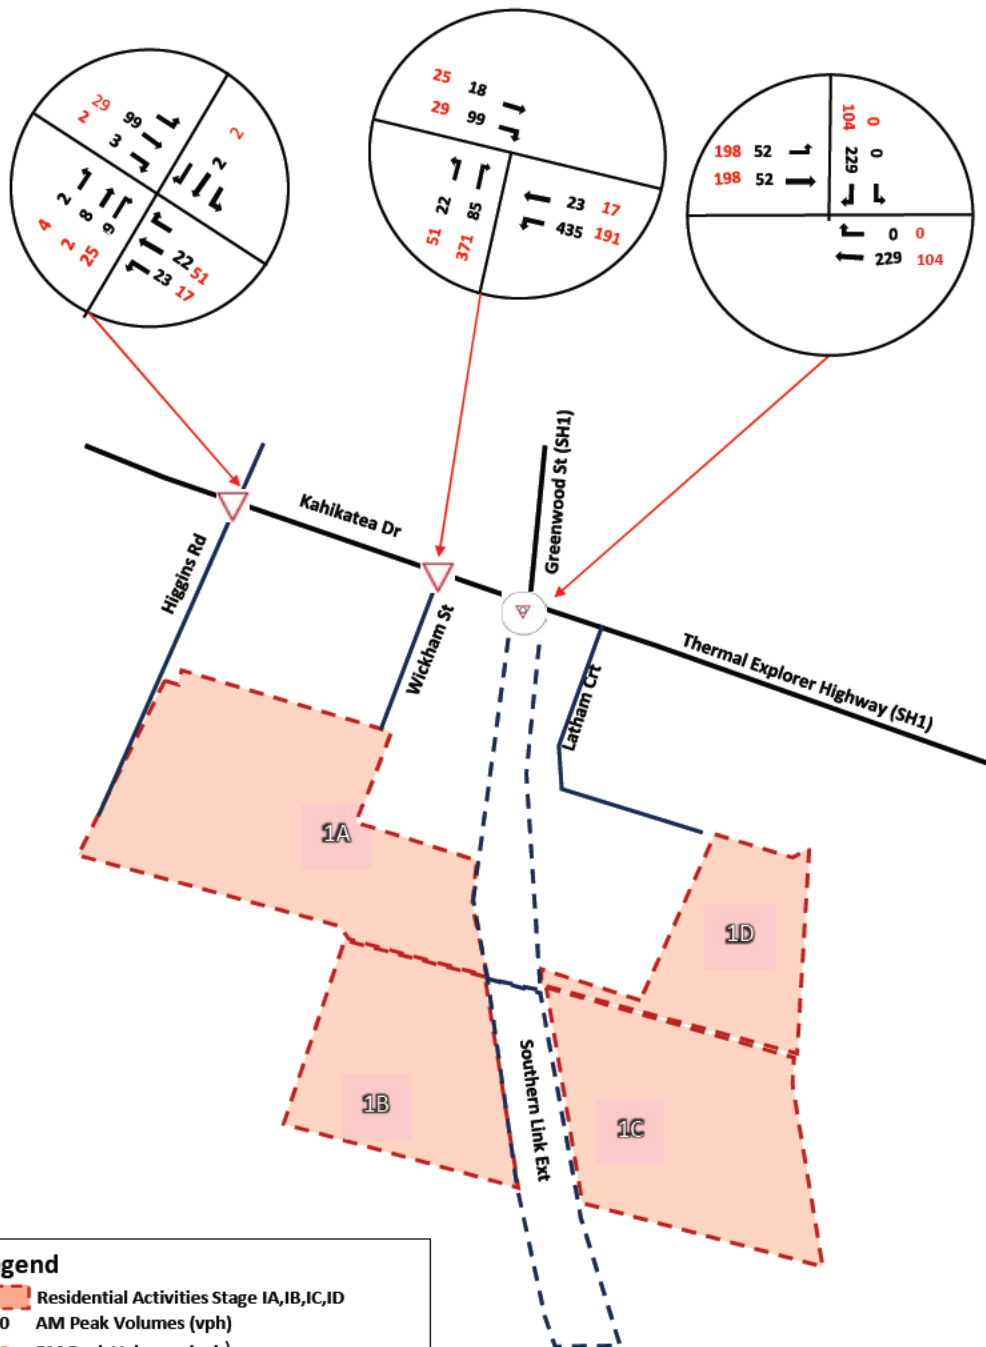 29 99
2 3
2
2
2 8 9
4 2 25
22 51
23 17
25 18
29 99
22 85
51 371
23 17
435 191
198 52
198 52
104 0
229 0
0 0
229 104
Kahikatea Dr
Greenwood St (SH1)
Higgins Rd
Wickham St
Latham Crt
Thermal Explorer Highway (SH1)
1A
1D
1B
1C
Southern Link Ext
gend
Residential Activities Stage IA,IB,IC,ID
0 AM Peak Volumes (vph)